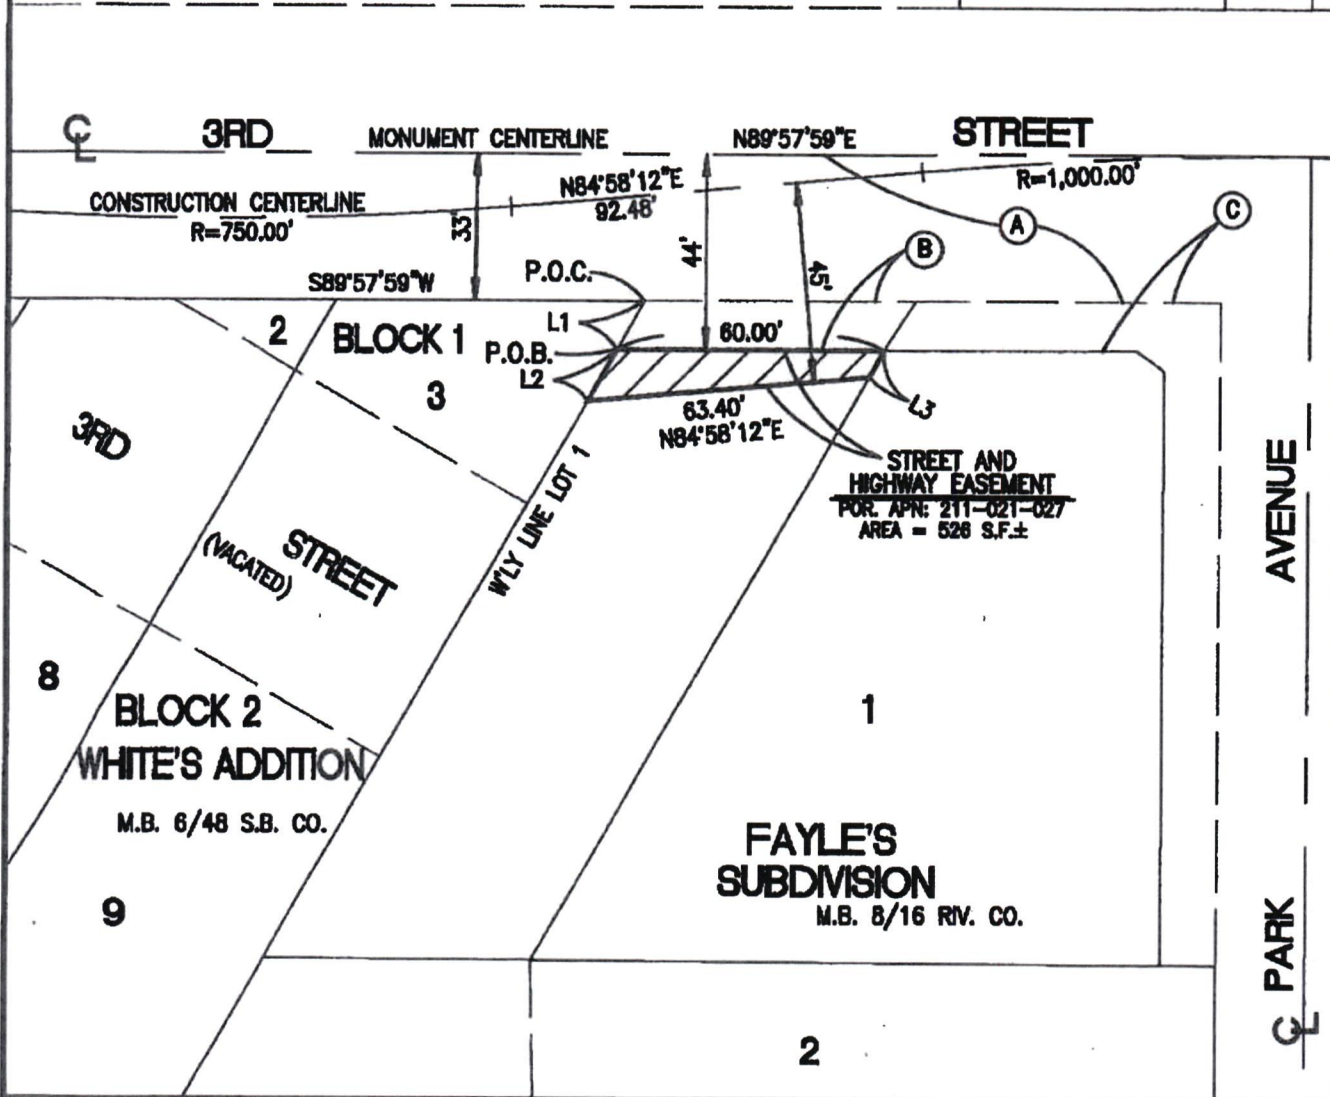 ℄ 3RD MONUMENT CENTERLINE N89°57'59"E STREET
CONSTRUCTION CENTERLINE
R=750.00'
N84°58'12"E
92.48'
R=1,000.00'
33'
44'
45'
A
B
C
S89°57'59"W
P.O.C.
L1
P.O.B.
L2
60.00'
L3
63.40'
N84°58'12"E
2
BLOCK 1
3
3RD
STREET
(VACATED)
W'LY LINE LOT 1
STREET AND
HIGHWAY EASEMENT
POR. APN: 211-021-027
AREA = 526 S.F.±
8
BLOCK 2
WHITE'S ADDITION
M.B. 6/48 S.B. CO.
9
1
FAYLE'S
SUBDIVISION
M.B. 8/16 RIV. CO.
2
℄ PARK AVENUE